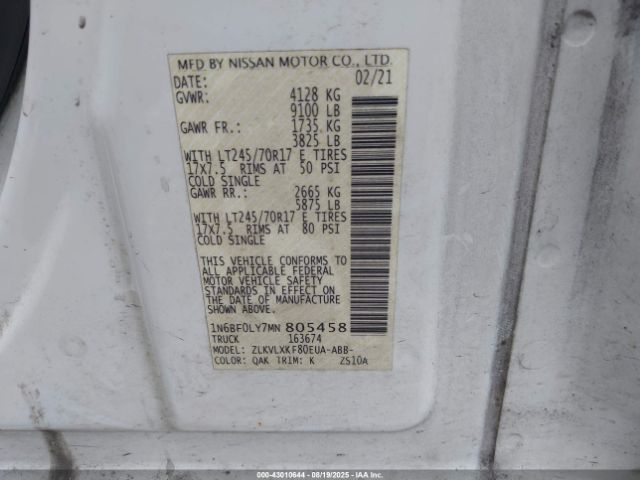 MFD BY NISSAN MOTOR CO., LTD.
DATE: 02/21
GVWR: 4128 KG
9100 LB
GAWR FR.: 1735 KG
3825 LB
WITH LT245/70R17 E TIRES
17X7.5 RIMS AT 50 PSI
COLD SINGLE
GAWR RR.: 2665 KG
5875 LB
WITH LT245/70R17 E TIRES
17X7.5 RIMS AT 80 PSI
COLD SINGLE
THIS VEHICLE CONFORMS TO
ALL APPLICABLE FEDERAL
MOTOR VEHICLE SAFETY
STANDARDS IN EFFECT ON
THE DATE OF MANUFACTURE
SHOWN ABOVE.
1N6BF0LY7MN 805458
TRUCK 163674
MODEL: ZLKVLXKF80EUA-ABB-
COLOR: QAK TRIM: K ZS10A
000-43010644 - 08/19/2025 - IAAI.com